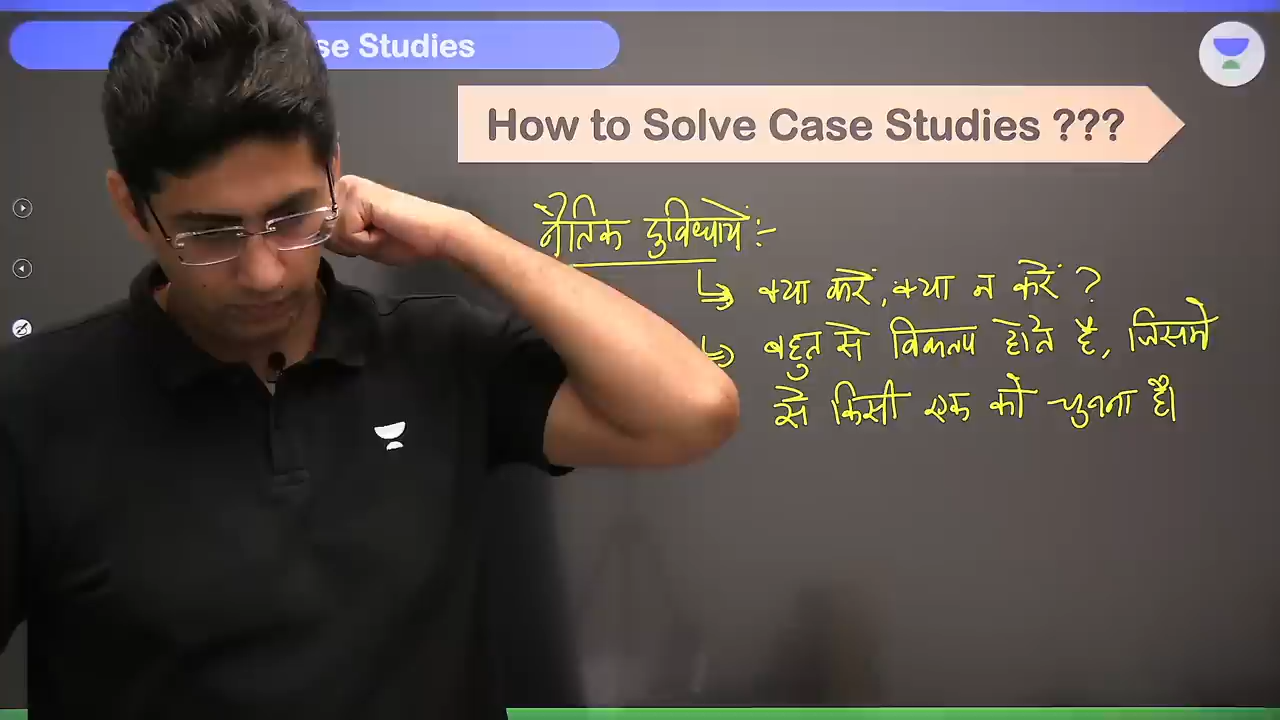 se Studies
How to Solve Case Studies ???
नैतिक दुविधायें :-
क्या करें, क्या न करें ?
बहुत से विकल्प होते है, जिसमे
से किसी एक को चुनना है।